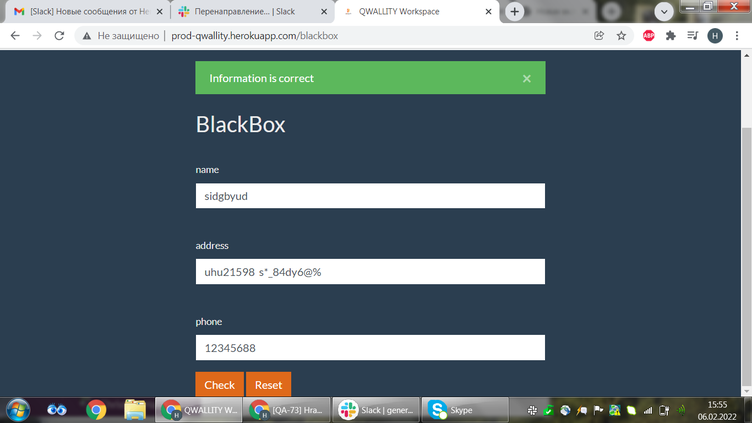 [Slack] Новые сообщения от Не
Перенаправление... | Slack
QWALLITY Workspace
Не защищено | prod-qwallity.herokuapp.com/blackbox
ABP
H
Information is correct ×
BlackBox
name
sidgbyud
address
uhu21598 s*_84dy6@%
phone
12345688
Check Reset
QWALLITY W...
[QA-73] Hra...
Slack | gener...
Skype
15:55
06.02.2022